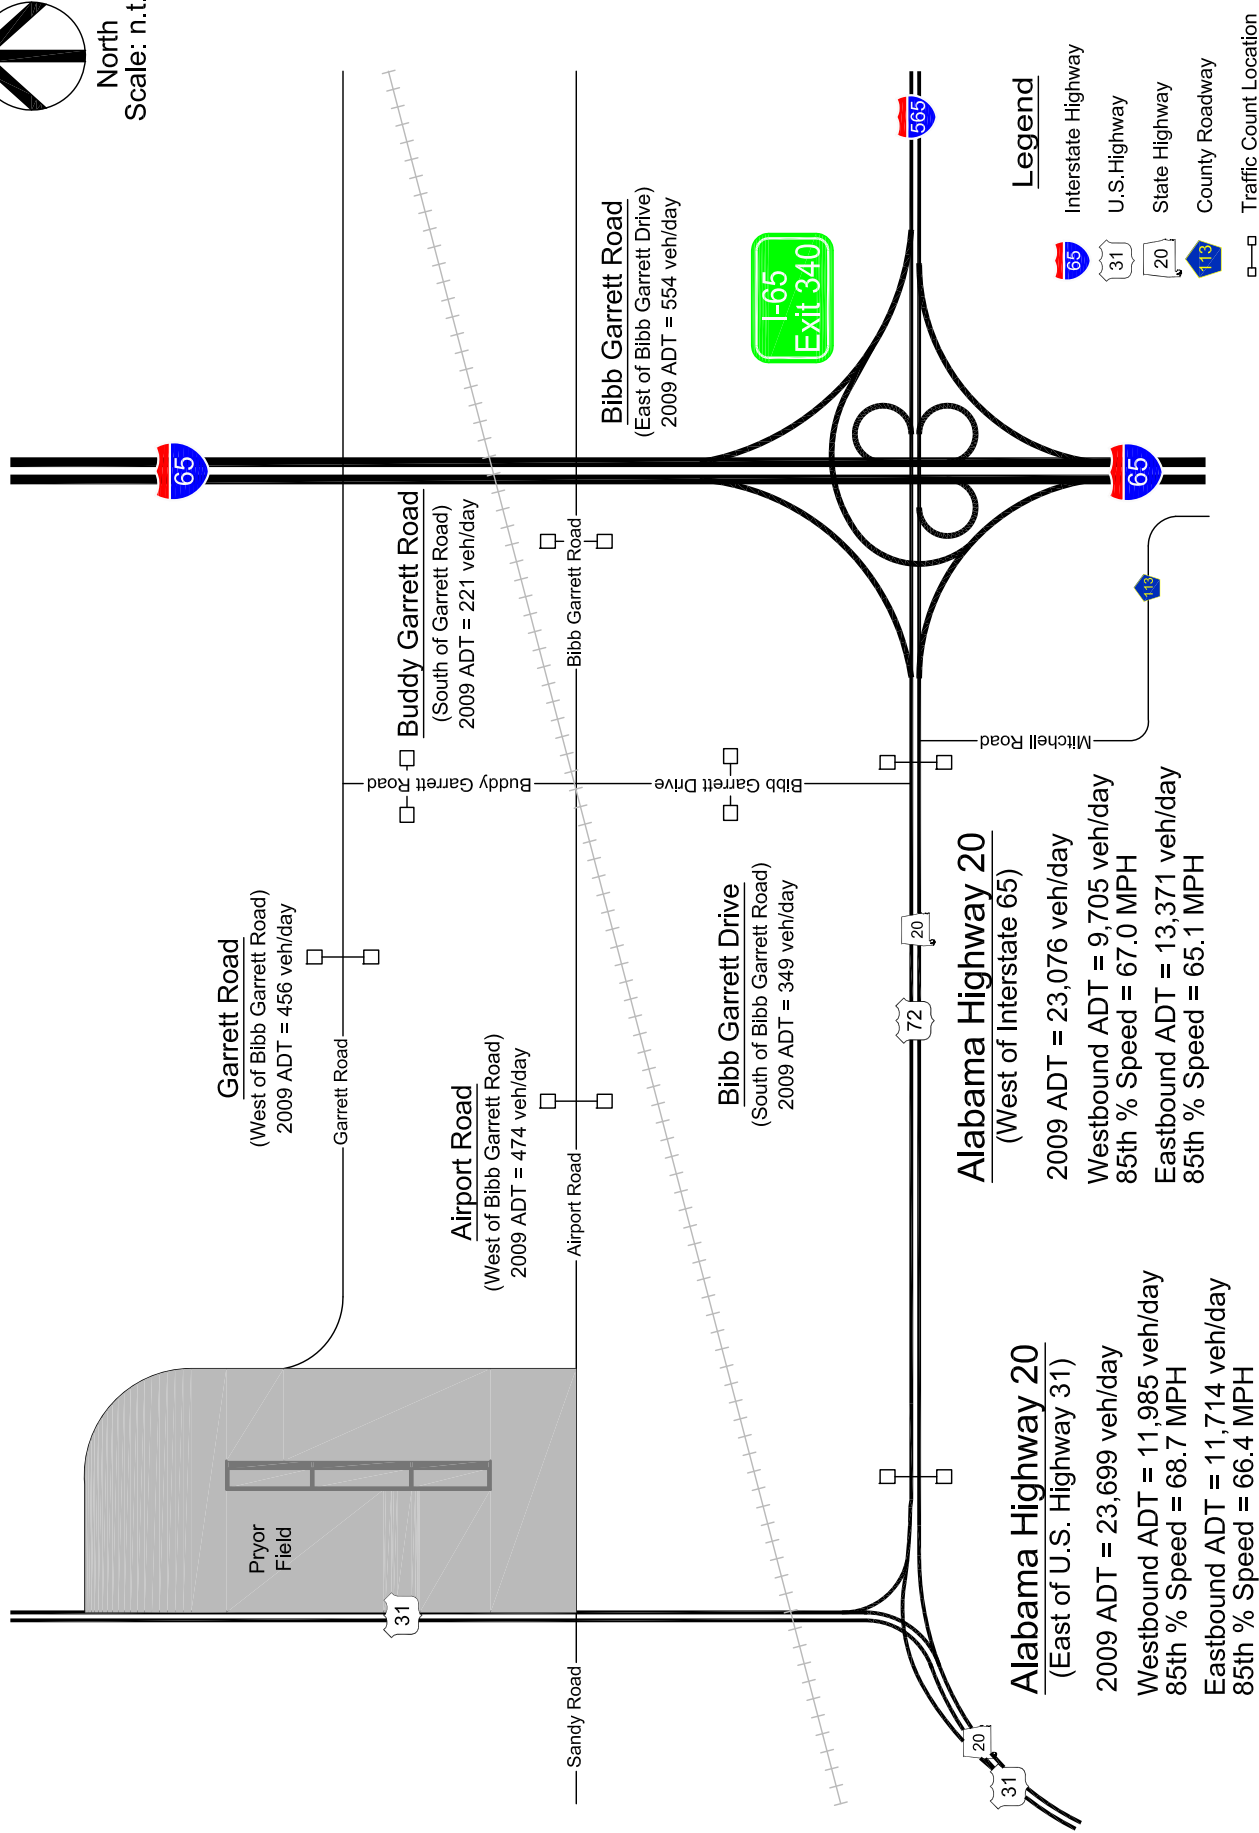 North
Scale: n.t.
65
Garrett Road
(West of Bibb Garrett Road)
2009 ADT = 456 veh/day
Garrett Road
Buddy Garrett Road
(South of Garrett Road)
2009 ADT = 221 veh/day
Buddy Garrett Road
Pryor
Field
31
Airport Road
(West of Bibb Garrett Road)
2009 ADT = 474 veh/day
Sandy Road
Airport Road
Bibb Garrett Road
Bibb Garrett Road
(East of Bibb Garrett Drive)
2009 ADT = 554 veh/day
Bibb Garrett Drive
(South of Bibb Garrett Road)
2009 ADT = 349 veh/day
Bibb Garrett Drive
I-65
Exit 340
72
20
565
20
31
Mitchell Road
113
65
Alabama Highway 20
(East of U.S. Highway 31)
2009 ADT = 23,699 veh/day
Westbound ADT = 11,985 veh/day
85th % Speed = 68.7 MPH
Eastbound ADT = 11,714 veh/day
85th % Speed = 66.4 MPH
Alabama Highway 20
(West of Interstate 65)
2009 ADT = 23,076 veh/day
Westbound ADT = 9,705 veh/day
85th % Speed = 67.0 MPH
Eastbound ADT = 13,371 veh/day
85th % Speed = 65.1 MPH
Legend
65 Interstate Highway
31 U.S.Highway
20 State Highway
113 County Roadway
Traffic Count Location